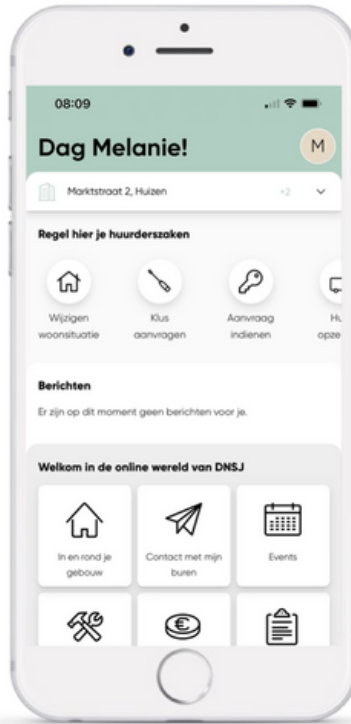 08:09
Dag Melanie!
M
Marktstraat 2, Huizen
+2
Regel hier je huurderszaken
Wijzigen
woonsituatie
Klus
aanvragen
Aanvraag
indienen
Hu
opze
Berichten
Er zijn op dit moment geen berichten voor je.
Welkom in de online wereld van DNSJ
In en rond je
gebouw
Contact met mijn
buren
Events